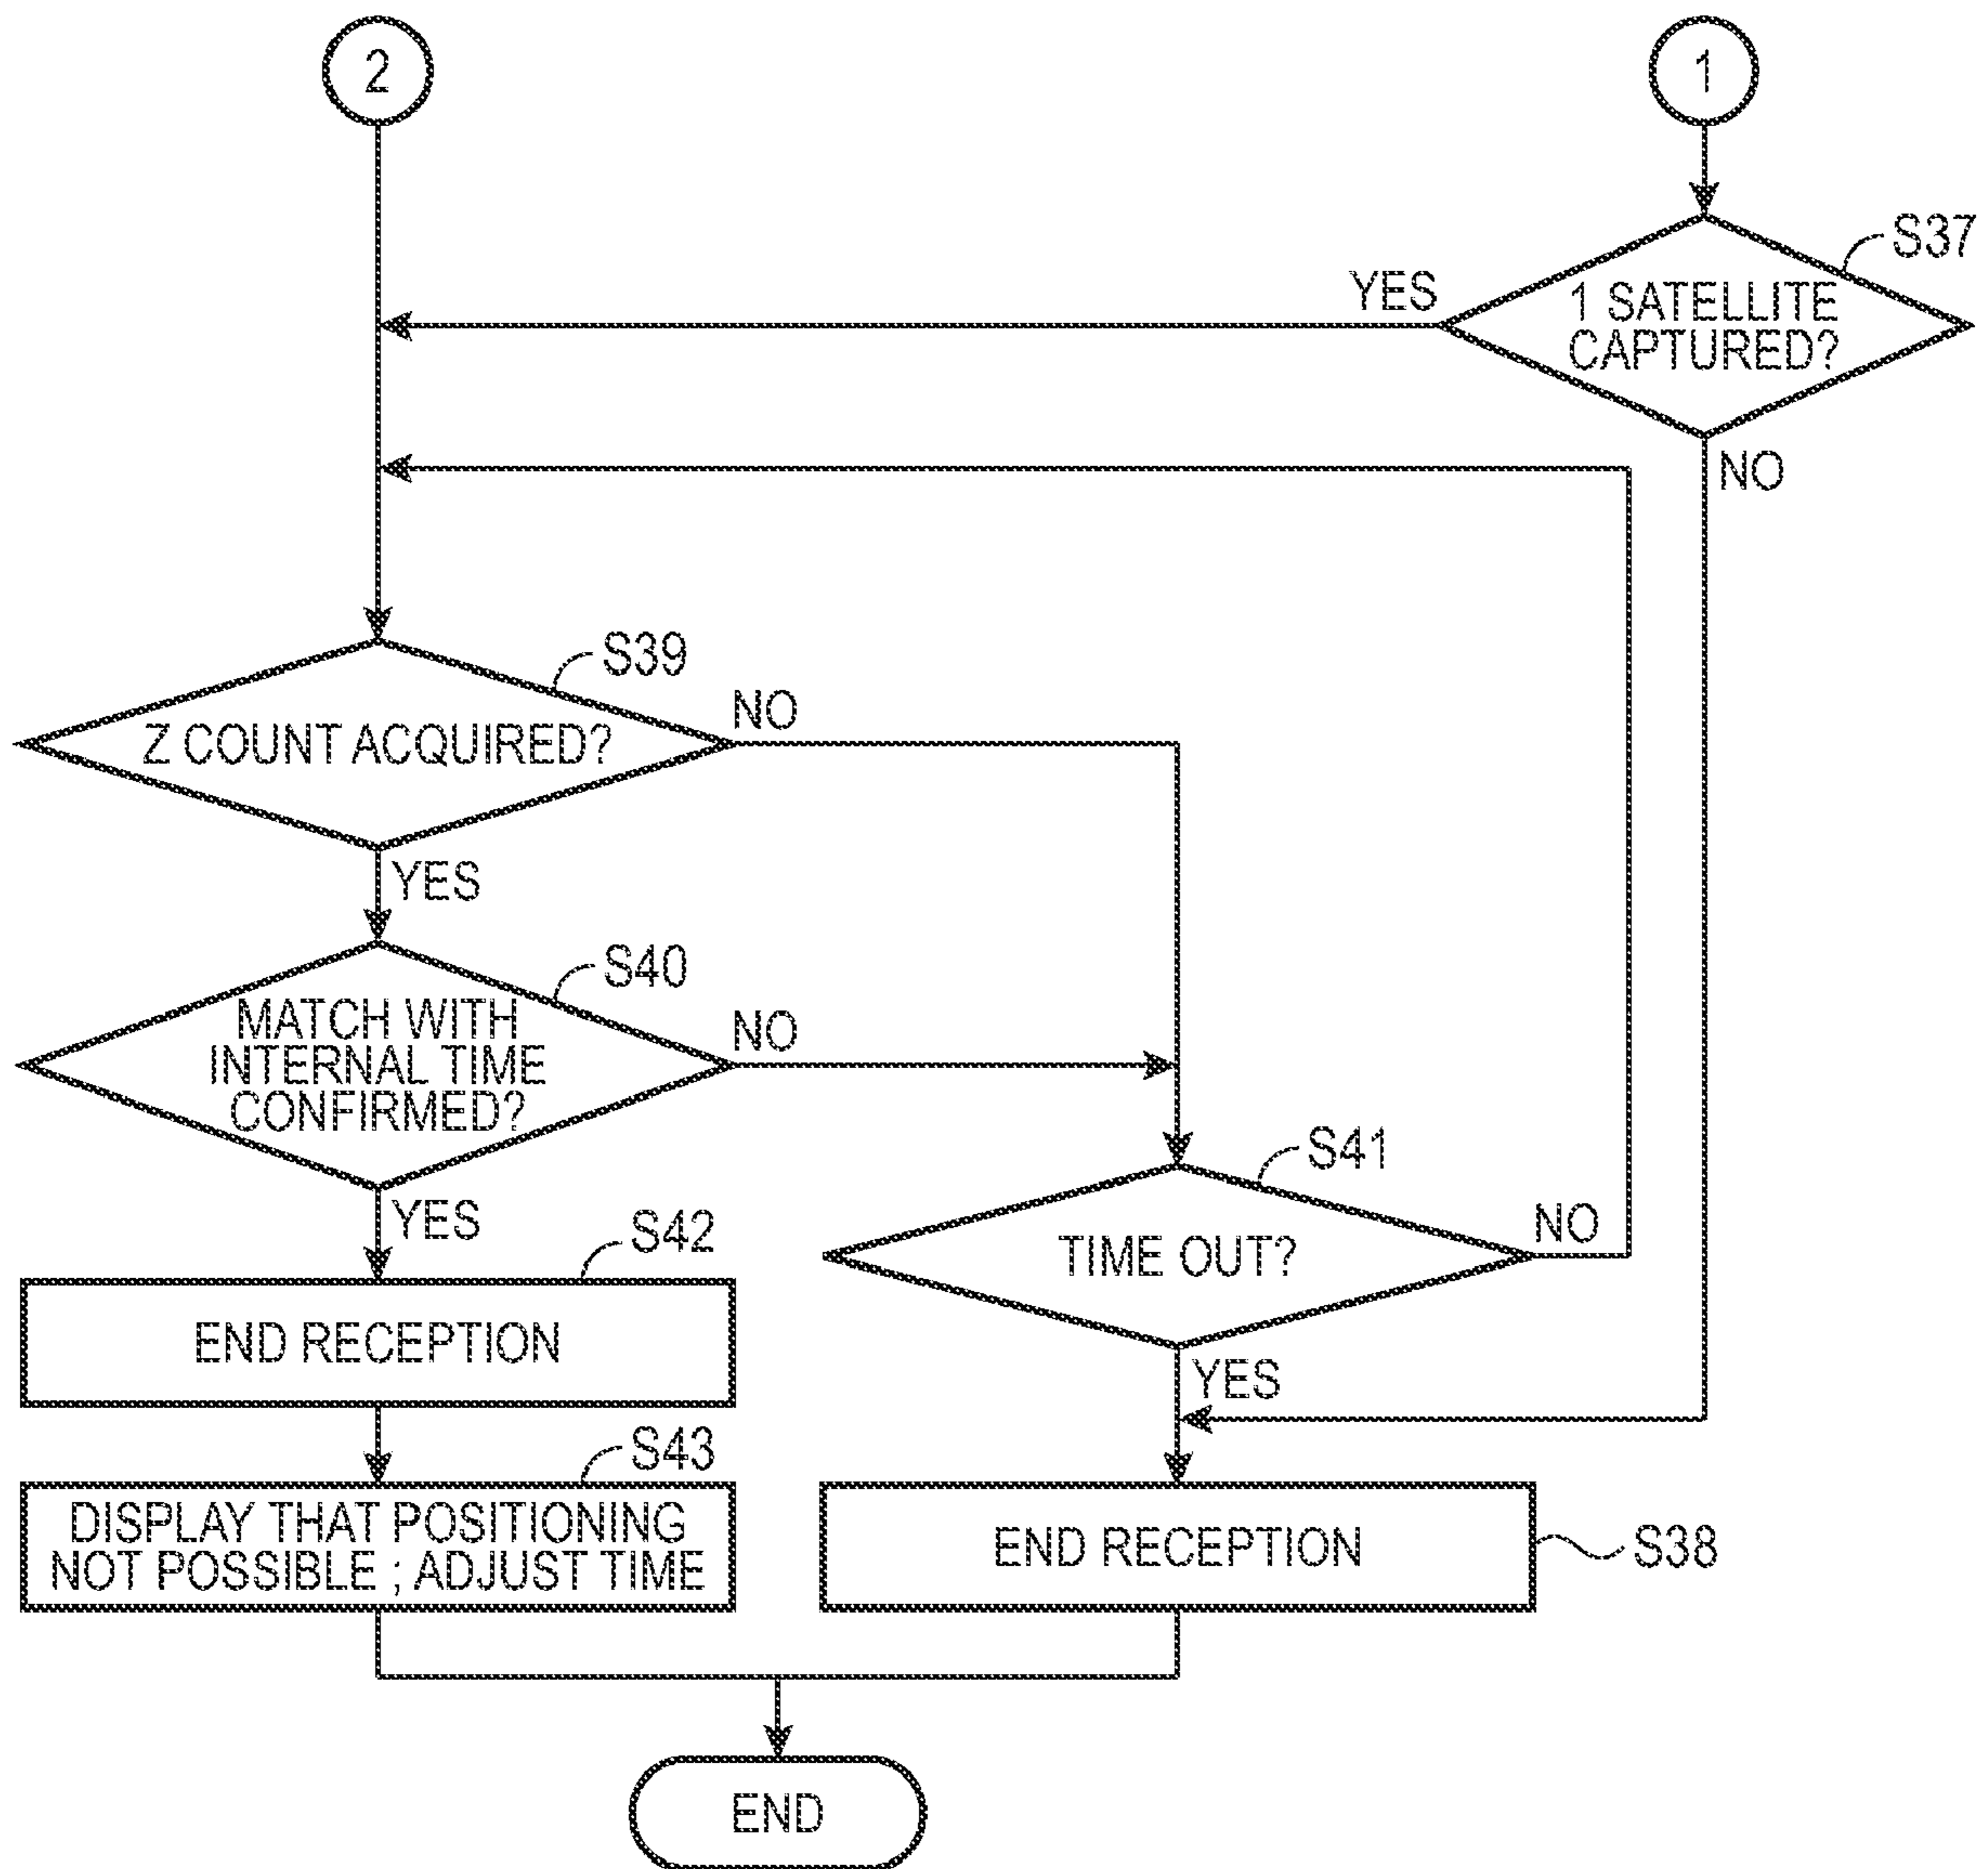 2
1
S37
YES
1 SATELLITE
CAPTURED?
NO
S39
NO
Z COUNT ACQUIRED?
YES
S40
NO
MATCH WITH
INTERNAL TIME
CONFIRMED?
YES
S41
NO
TIME OUT?
YES
S42
END RECEPTION
S43
DISPLAY THAT POSITIONING
NOT POSSIBLE ; ADJUST TIME
END RECEPTION
S38
END